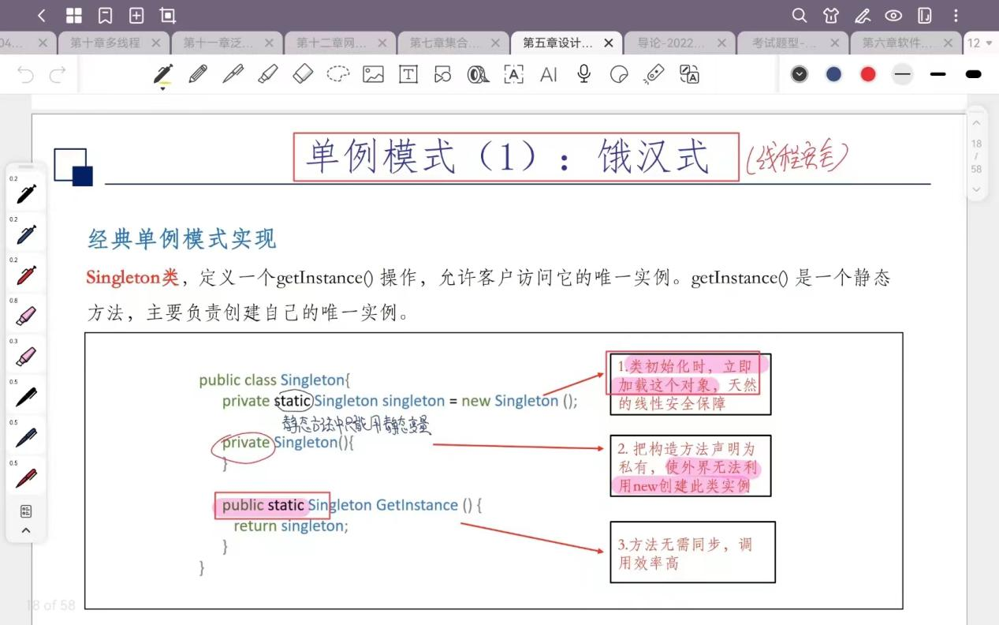 04...
第十章多线程
第十一章泛...
第十二章网...
第七章集合...
第五章设计...
导论-2022...
考试题型-
第六章软件...
12
T
A
AI
A
单例模式（1）：饿汉式
（线程安全）
18
/
58
0.2
0.2
0.2
0.8
0.3
0.5
0.5
0.5
经典单例模式实现
Singleton类，定义一个getInstance() 操作，允许客户访问它的唯一实例。getInstance() 是一个静态
方法，主要负责创建自己的唯一实例。
public class Singleton{
private static Singleton singleton = new Singleton ();
静态方法中只能用静态变量
private Singleton(){
}
public static Singleton GetInstance () {
return singleton;
}
}
1.类初始化时，立即
加载这个对象，天然
的线性安全保障
2. 把构造方法声明为
私有，使外界无法利
用new创建此类实例
3.方法无需同步，调
用效率高
18 of 58